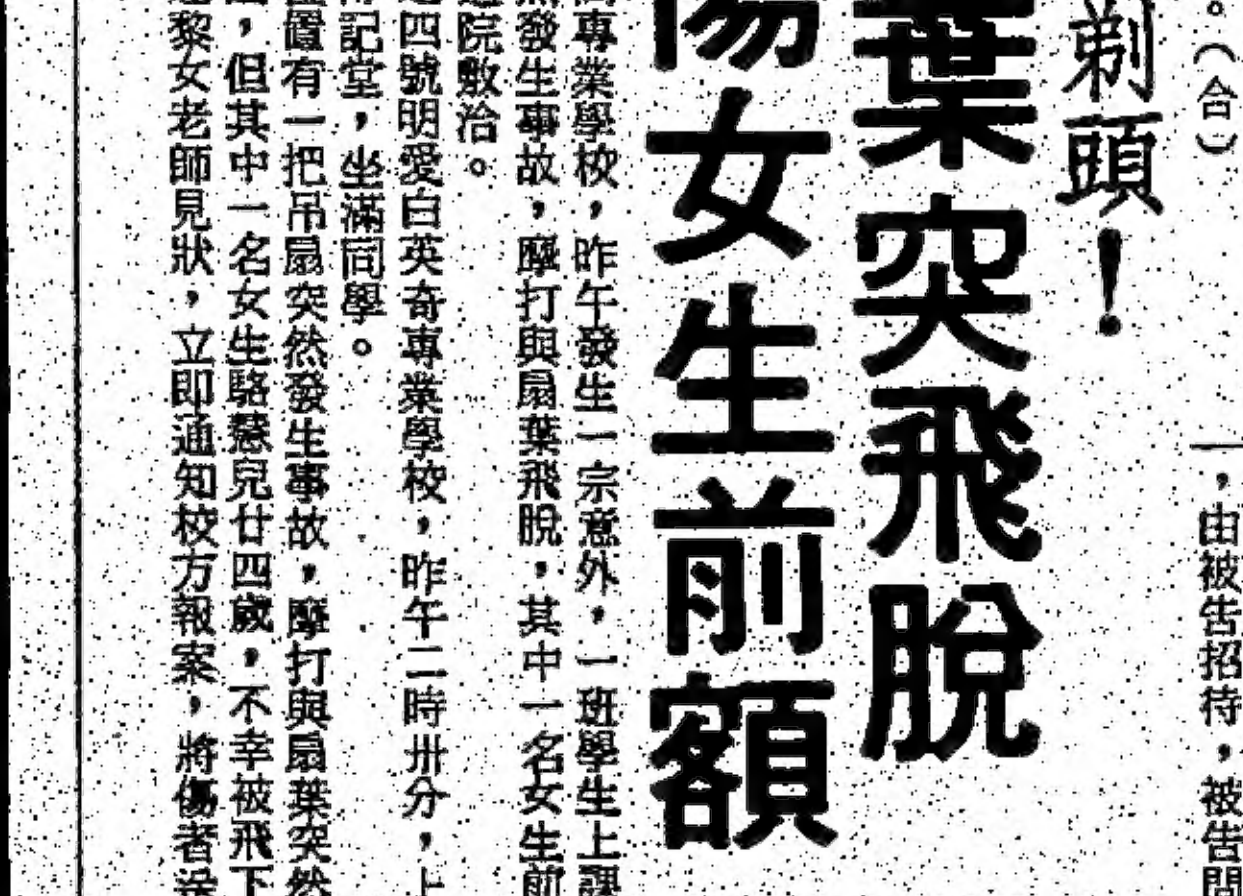 。（合）
一，由被告招待，被告問
剃頭！
葉突飛脫
傷女生前額
專業學校，昨午發生一宗意外，一班學生上課
發生事故，摩打與扇葉飛脫，其中一名女生前
院敷治。
四號明愛白英奇專業學校，昨午二時卅分，上
記堂，坐滿同學。
置有一把吊扇突然發生事故，摩打與扇葉突然
，但其中一名女生駱慧兒廿四歲，不幸被飛下
黎女老師見狀，立即通知校方報案，將傷者送